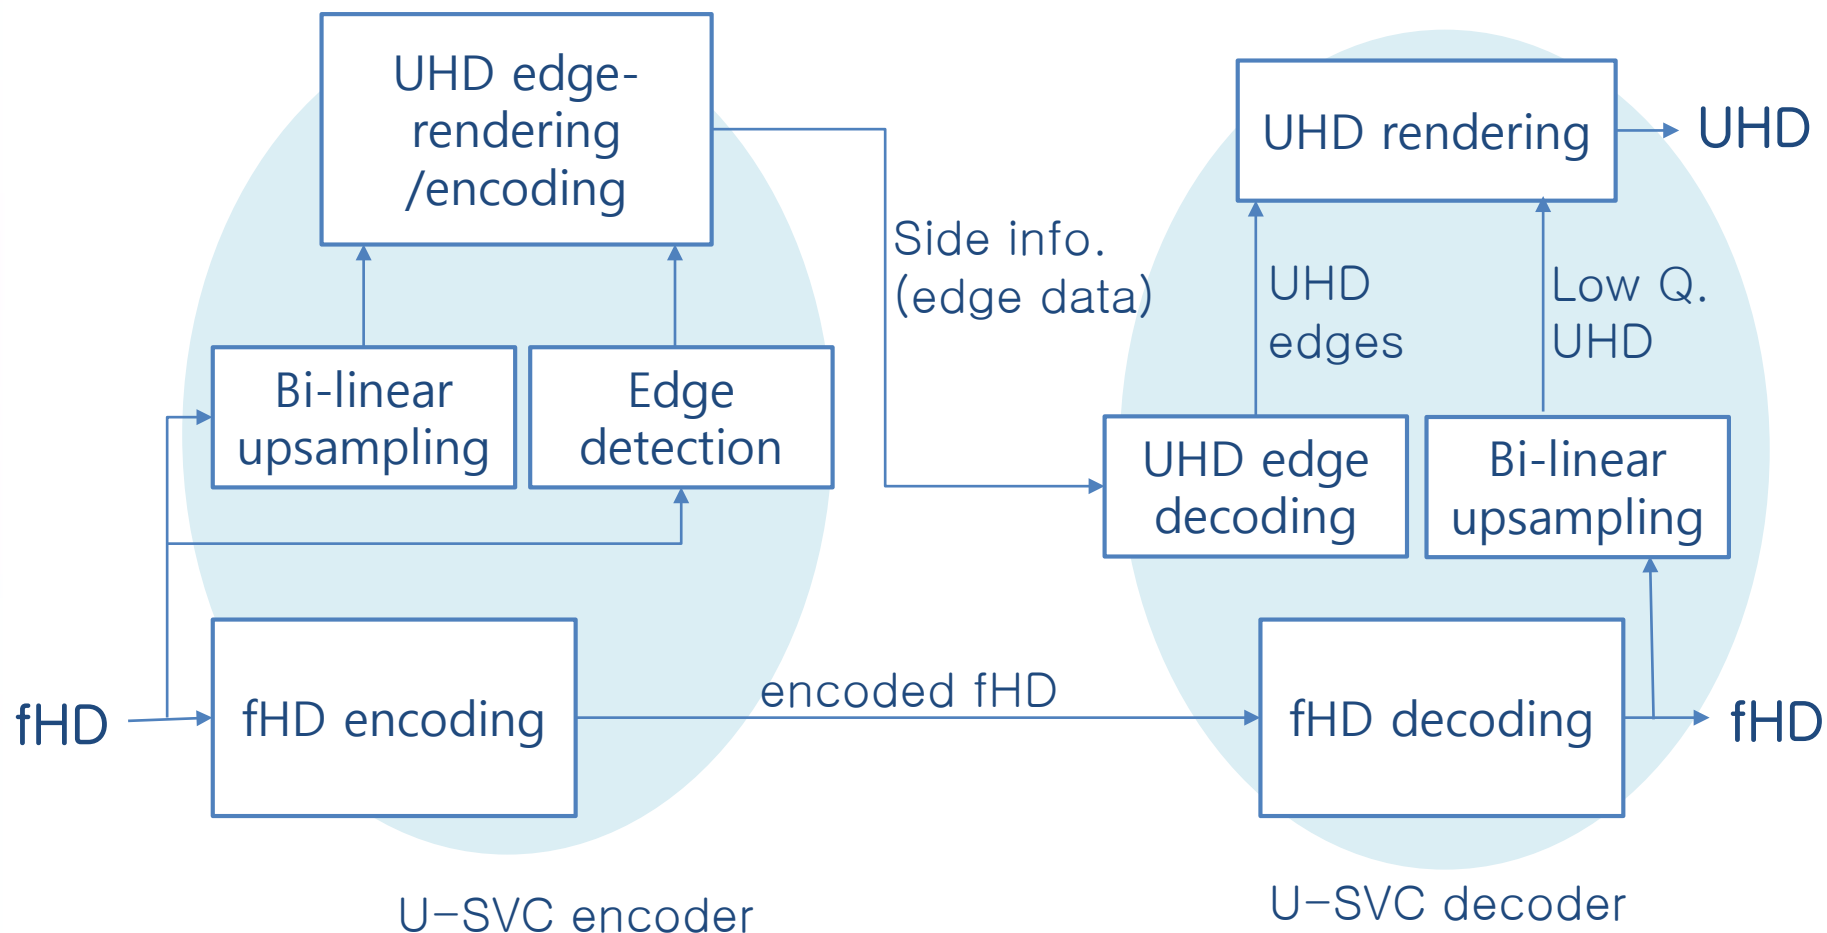 UHD edge-
rendering
/encoding
Bi-linear
upsampling
Edge
detection
fHD
fHD encoding
U-SVC encoder
Side info.
(edge data)
encoded fHD
UHD rendering
UHD
UHD
edges
Low Q.
UHD
UHD edge
decoding
Bi-linear
upsampling
fHD decoding
fHD
U-SVC decoder